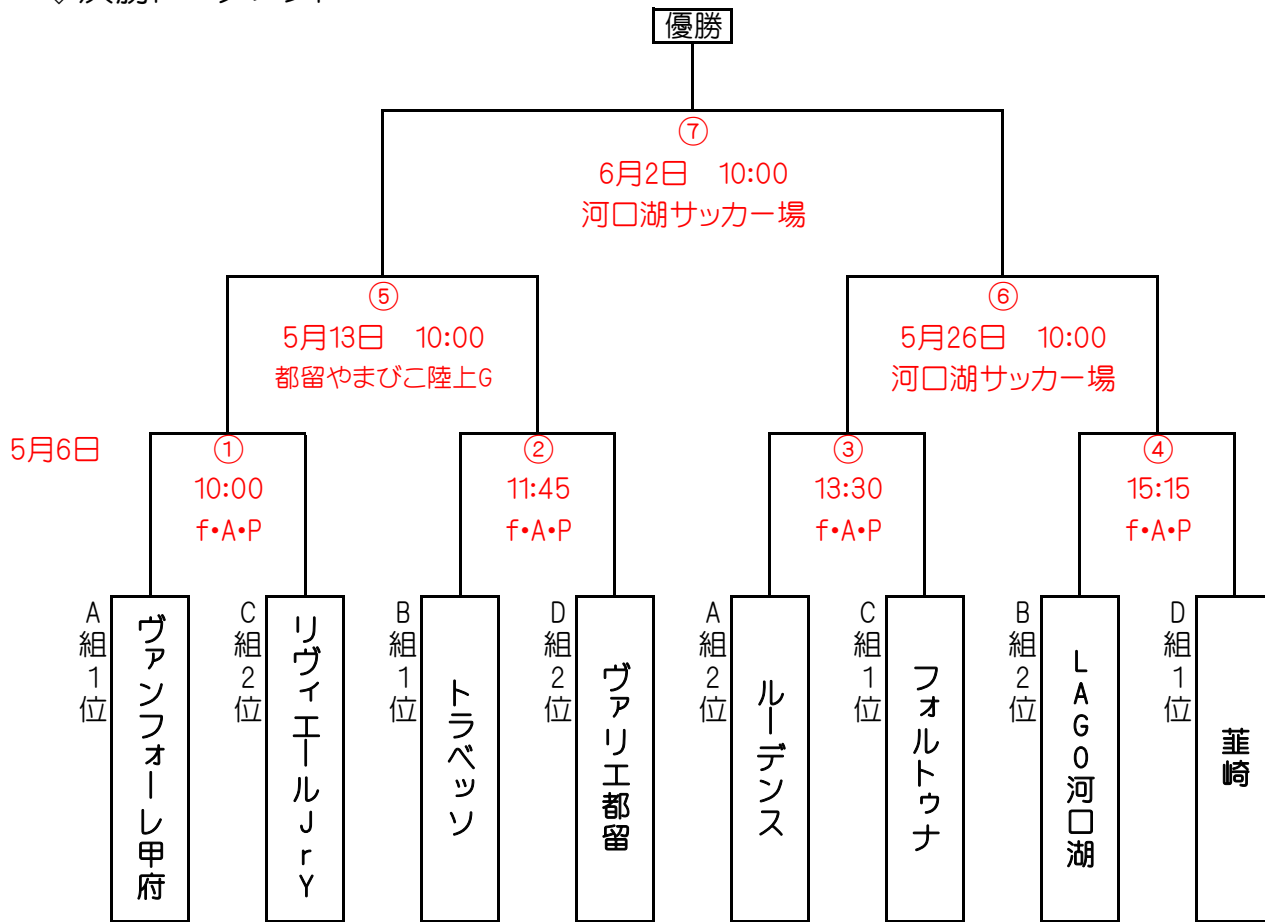 優勝
⑦
6月2日　10:00
河口湖サッカー場
⑤
5月13日　10:00
都留やまびこ陸上G
⑥
5月26日　10:00
河口湖サッカー場
5月6日
①
10:00
f・A・P
②
11:45
f・A・P
③
13:30
f・A・P
④
15:15
f・A・P
A組1位
ヴァンフォーレ甲府
C組2位
リヴィエールJrY
B組1位
トラベッソ
D組2位
ヴァリエ都留
A組2位
ルーデンス
C組1位
フォルトゥナ
B組2位
LAGO河口湖
D組1位
韮崎